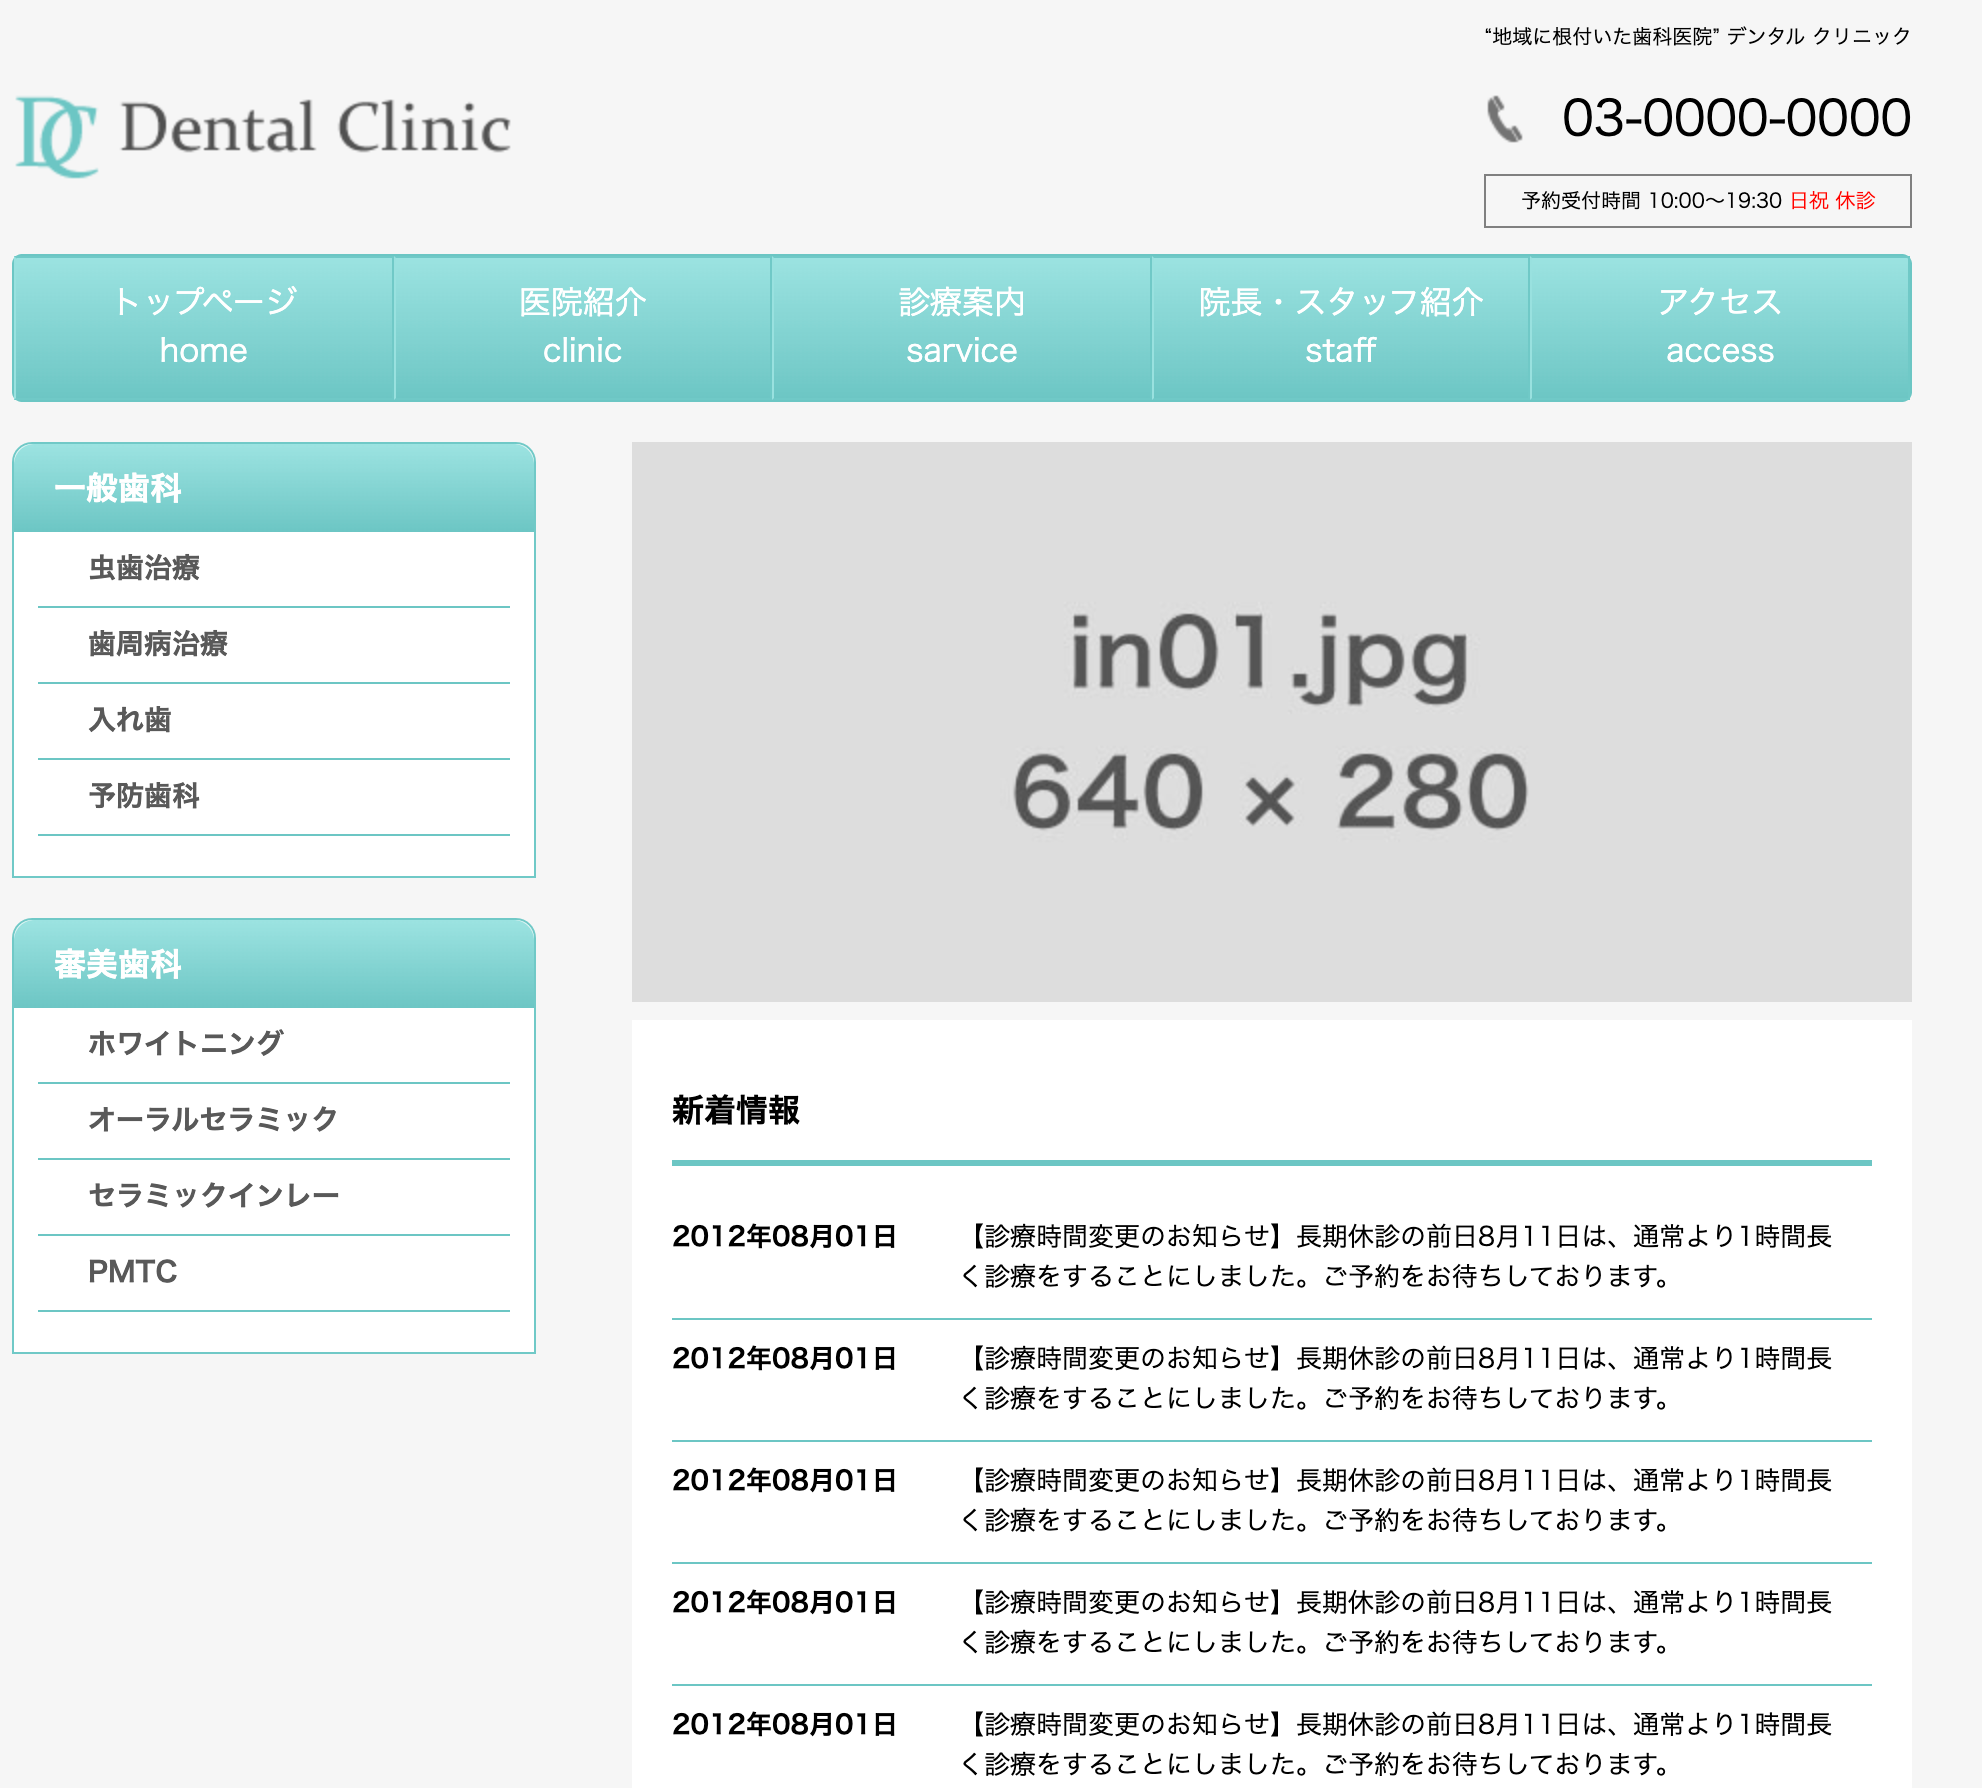 “地域に根付いた歯科医院” デンタル クリニック
DC Dental Clinic
03-0000-0000
予約受付時間 10:00〜19:30 日祝 休診
トップページ
home
医院紹介
clinic
診療案内
sarvice
院長・スタッフ紹介
staff
アクセス
access
一般歯科
虫歯治療
歯周病治療
入れ歯
予防歯科
審美歯科
ホワイトニング
オーラルセラミック
セラミックインレー
PMTC
in01.jpg
640 × 280
新着情報
2012年08月01日 【診療時間変更のお知らせ】長期休診の前日8月11日は、通常より1時間長
く診療をすることにしました。ご予約をお待ちしております。
2012年08月01日 【診療時間変更のお知らせ】長期休診の前日8月11日は、通常より1時間長
く診療をすることにしました。ご予約をお待ちしております。
2012年08月01日 【診療時間変更のお知らせ】長期休診の前日8月11日は、通常より1時間長
く診療をすることにしました。ご予約をお待ちしております。
2012年08月01日 【診療時間変更のお知らせ】長期休診の前日8月11日は、通常より1時間長
く診療をすることにしました。ご予約をお待ちしております。
2012年08月01日 【診療時間変更のお知らせ】長期休診の前日8月11日は、通常より1時間長
く診療をすることにしました。ご予約をお待ちしております。